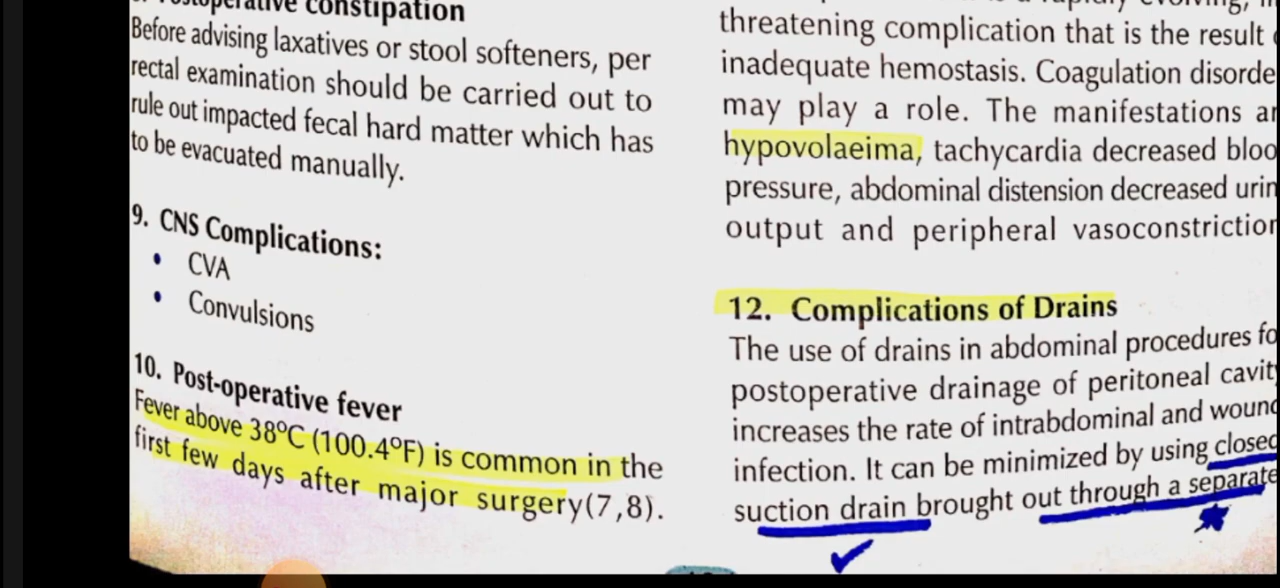 constipation
Before advising laxatives or stool softeners, per
rectal examination should be carried out to
rule out impacted fecal hard matter which has
to be evacuated manually.
9. CNS Complications:
• CVA
• Convulsions
10. Post-operative fever
Fever above 38°C (100.4°F) is common in the
first few days after major surgery(7,8).
threatening complication that is the result
inadequate hemostasis. Coagulation disorde
may play a role. The manifestations ar
hypovolaeima, tachycardia decreased bloo
pressure, abdominal distension decreased urin
output and peripheral vasoconstriction
12. Complications of Drains
The use of drains in abdominal procedures fo
postoperative drainage of peritoneal cavity
increases the rate of intrabdominal and wound
infection. It can be minimized by using closed
suction drain brought out through a separate